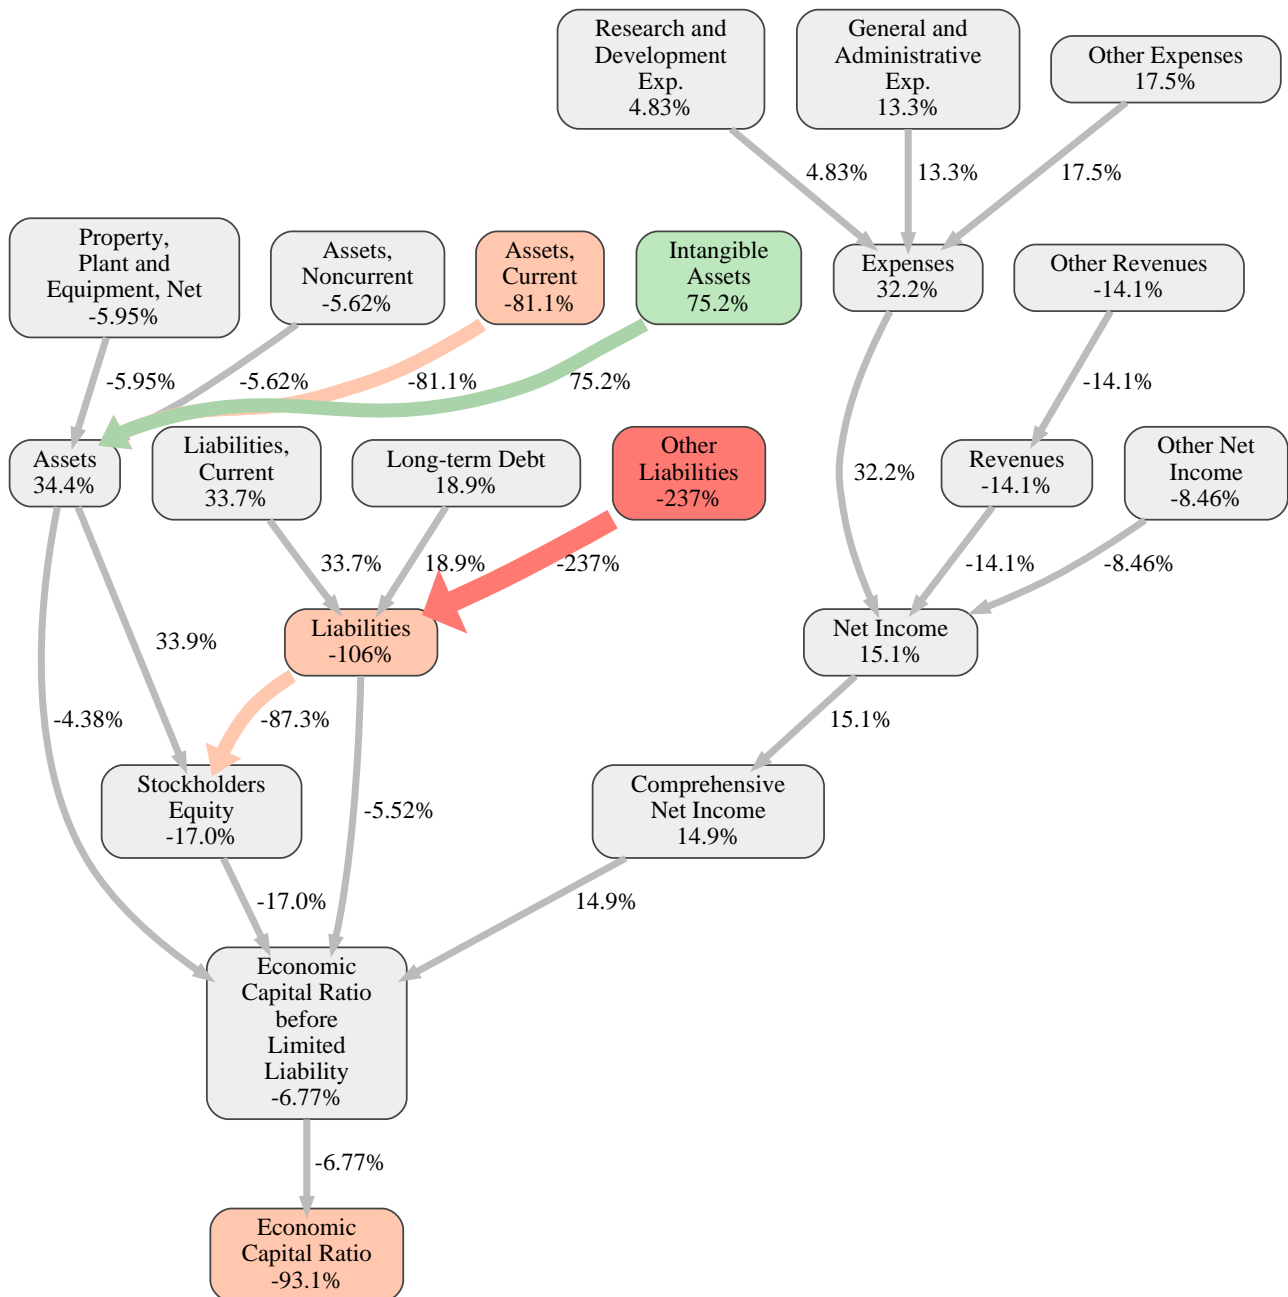 Research and
Development
Exp.
4.83%
General and
Administrative
Exp.
13.3%
Other Expenses
17.5%
4.83%
13.3%
17.5%
Property,
Plant and
Equipment, Net
-5.95%
Assets,
Noncurrent
-5.62%
Assets,
Current
-81.1%
Intangible
Assets
75.2%
Expenses
32.2%
Other Revenues
-14.1%
-5.95%
-5.62%
-81.1%
75.2%
-14.1%
Assets
34.4%
Liabilities,
Current
33.7%
Long-term Debt
18.9%
Other
Liabilities
-237%
32.2%
Revenues
-14.1%
Other Net
Income
-8.46%
33.7%
18.9%
-237%
-14.1%
-8.46%
33.9%
Liabilities
-106%
Net Income
15.1%
-4.38%
-87.3%
15.1%
Stockholders
Equity
-17.0%
-5.52%
Comprehensive
Net Income
14.9%
-17.0%
14.9%
Economic
Capital Ratio
before
Limited
Liability
-6.77%
-6.77%
Economic
Capital Ratio
-93.1%